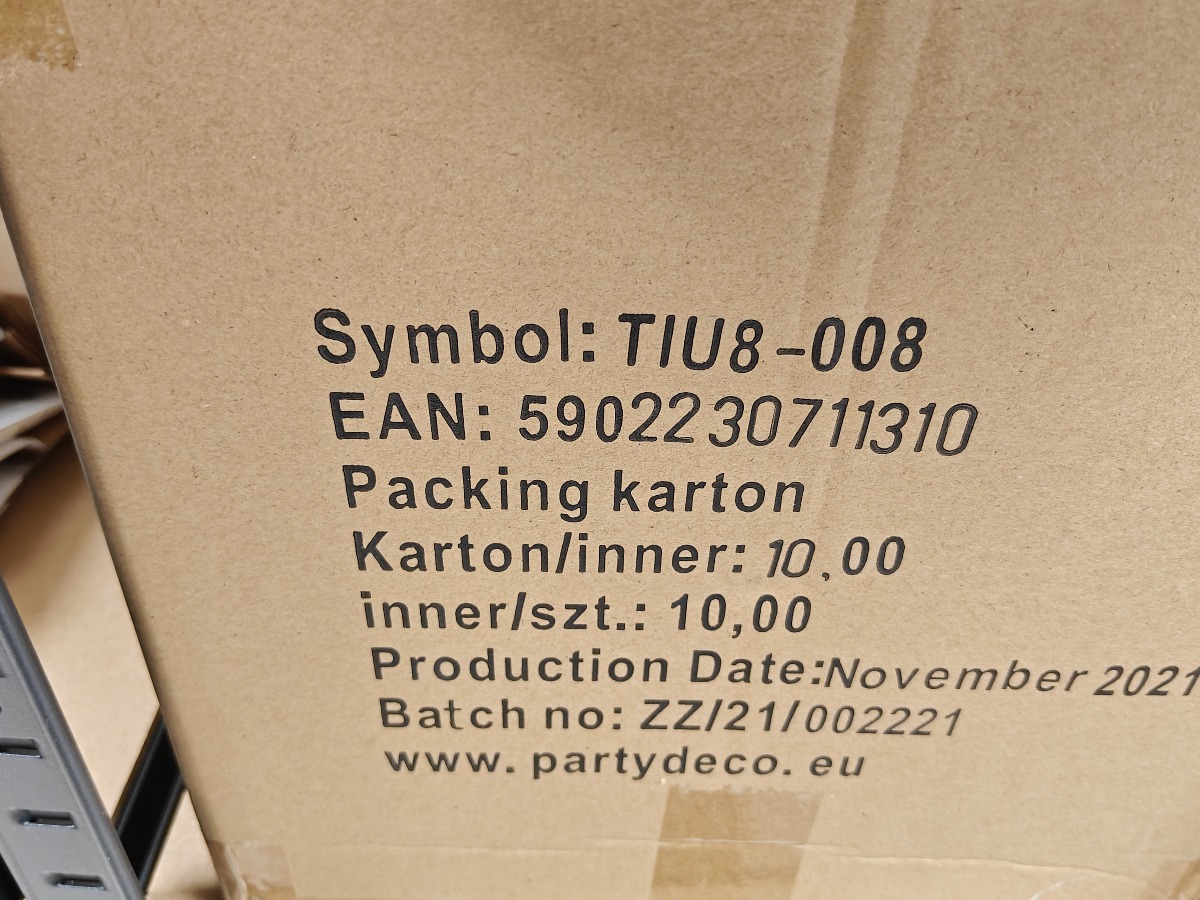 Symbol: TIU8-008
EAN: 5902230711310
Packing karton
Karton/inner: 10,00
inner/szt.: 10,00
Production Date:November 2021
Batch no: ZZ/21/002221
www.partydeco.eu